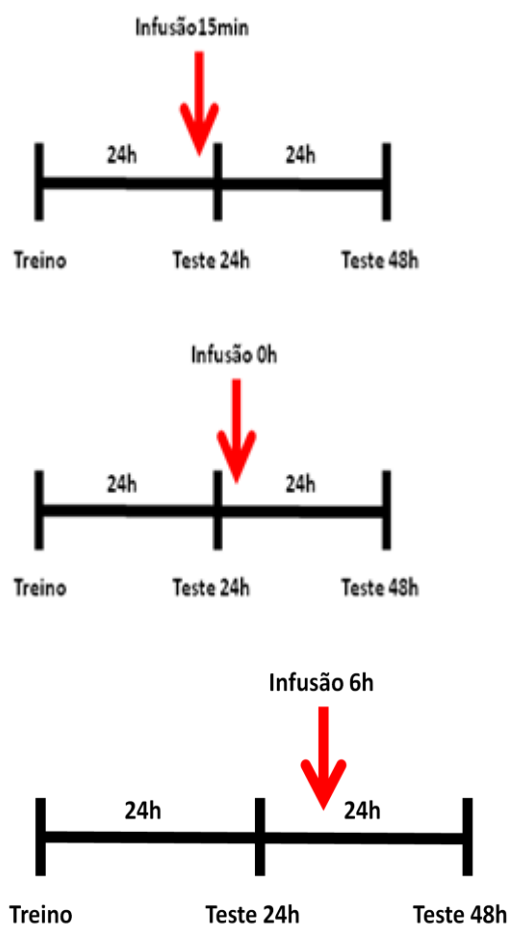 Infusão15min
24h 24h
Treino Teste 24h Teste 48h
Infusão 0h
24h 24h
Treino Teste 24h Teste 48h
Infusão 6h
24h 24h
Treino Teste 24h Teste 48h